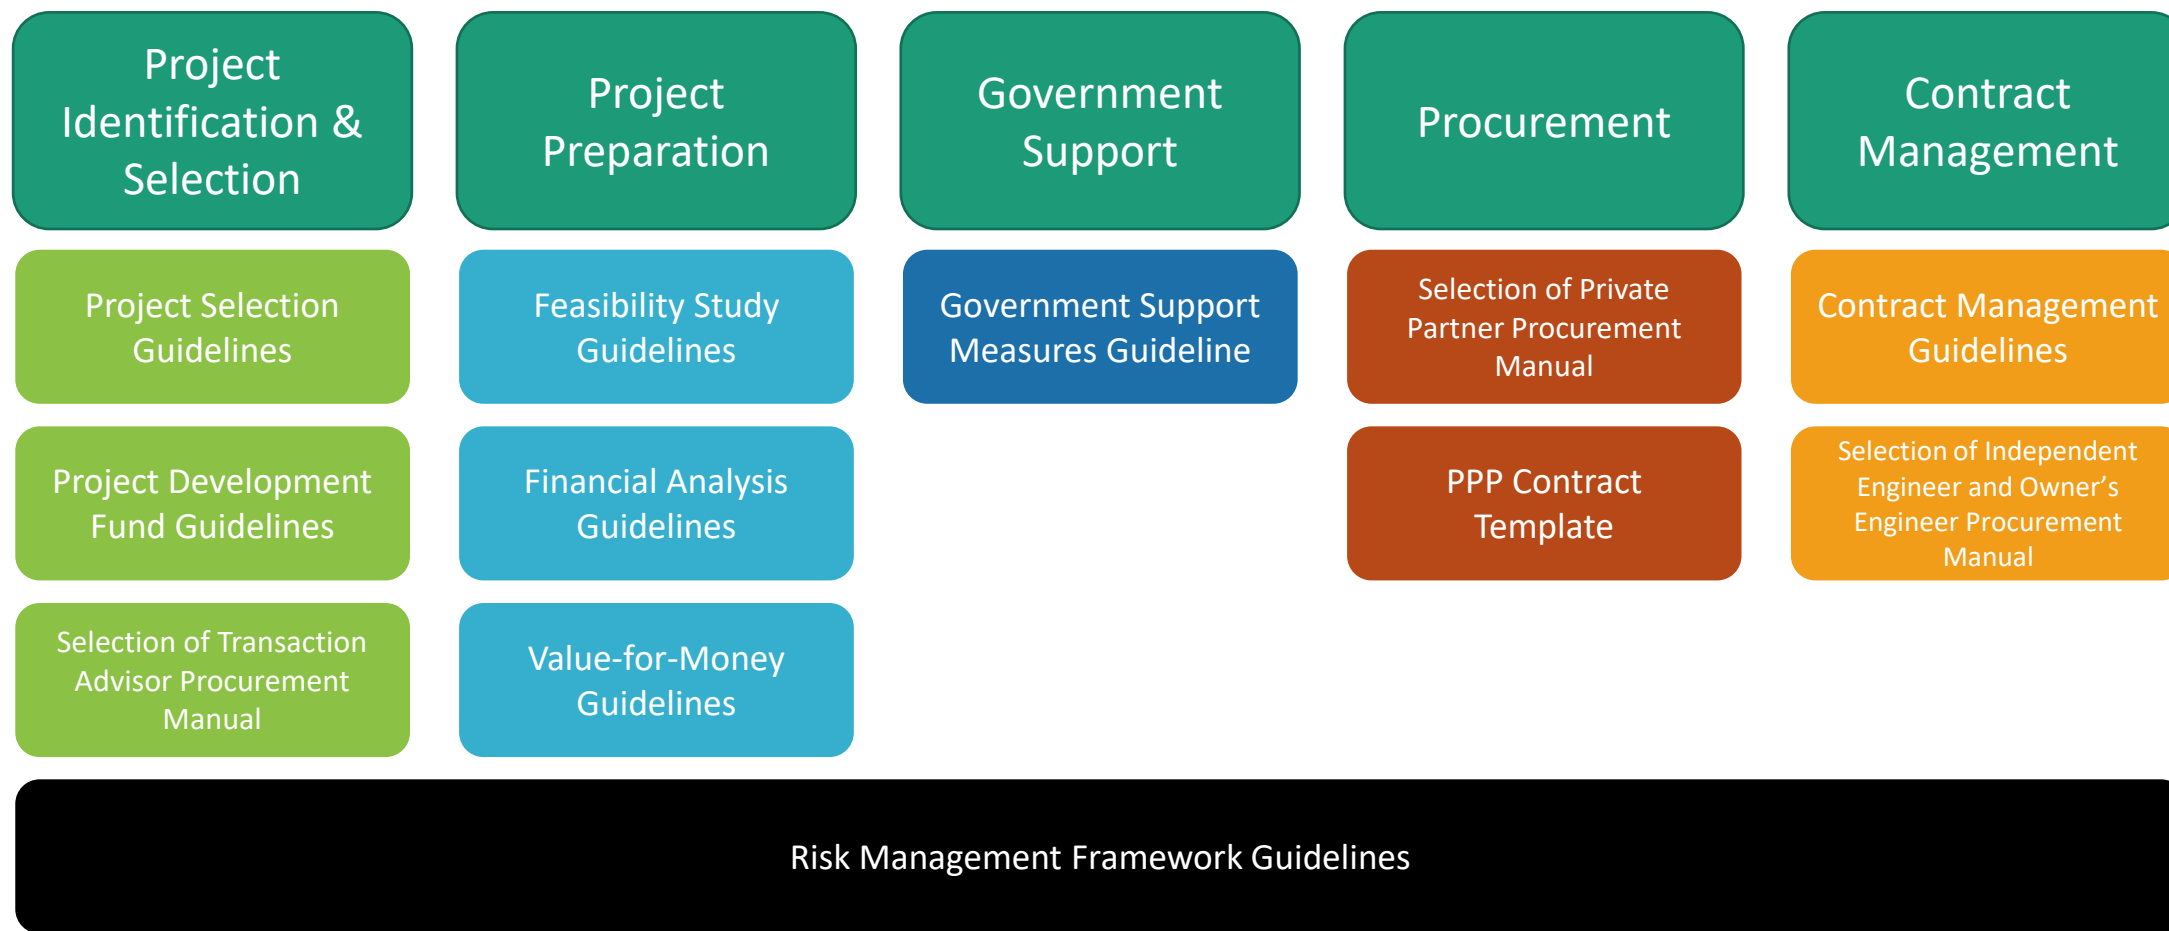 Project
Identification &
Selection
Project
Preparation
Government
Support
Procurement
Contract
Management
Project Selection
Guidelines
Feasibility Study
Guidelines
Government Support
Measures Guideline
Selection of Private
Partner Procurement
Manual
Contract Management
Guidelines
Project Development
Fund Guidelines
Financial Analysis
Guidelines
PPP Contract
Template
Selection of Independent
Engineer and Owner’s
Engineer Procurement
Manual
Selection of Transaction
Advisor Procurement
Manual
Value-for-Money
Guidelines
Risk Management Framework Guidelines